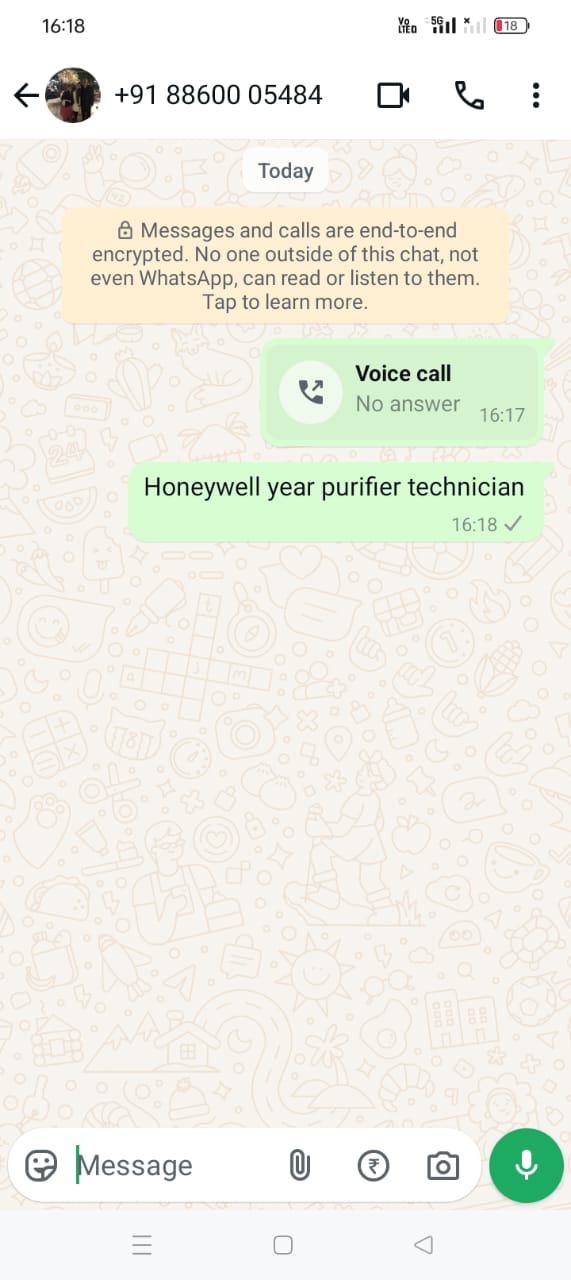 16:18
Vo LTE 5G 18
+91 88600 05484
Today
Messages and calls are end-to-end
encrypted. No one outside of this chat, not
even WhatsApp, can read or listen to them.
Tap to learn more.
Voice call
No answer 16:17
Honeywell year purifier technician
16:18
Message